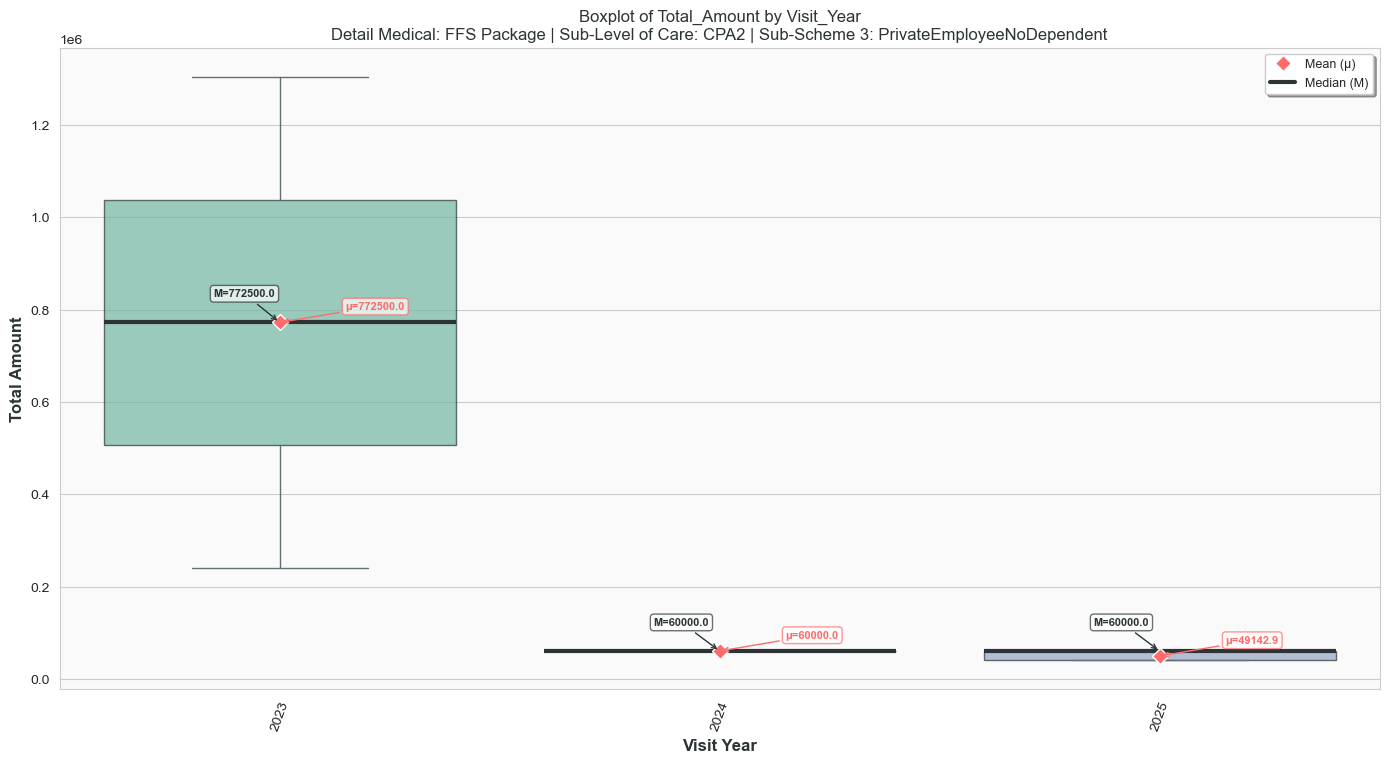 Boxplot of Total_Amount by Visit_Year
Detail Medical: FFS Package | Sub-Level of Care: CPA2 | Sub-Scheme 3: PrivateEmployeeNoDependent
1e6
Mean (μ)
Median (M)
1.2
1.0
0.8
0.6
0.4
0.2
0.0
Total Amount
M=772500.0
μ=772500.0
M=60000.0
μ=60000.0
M=60000.0
μ=49142.9
2023
2024
2025
Visit Year